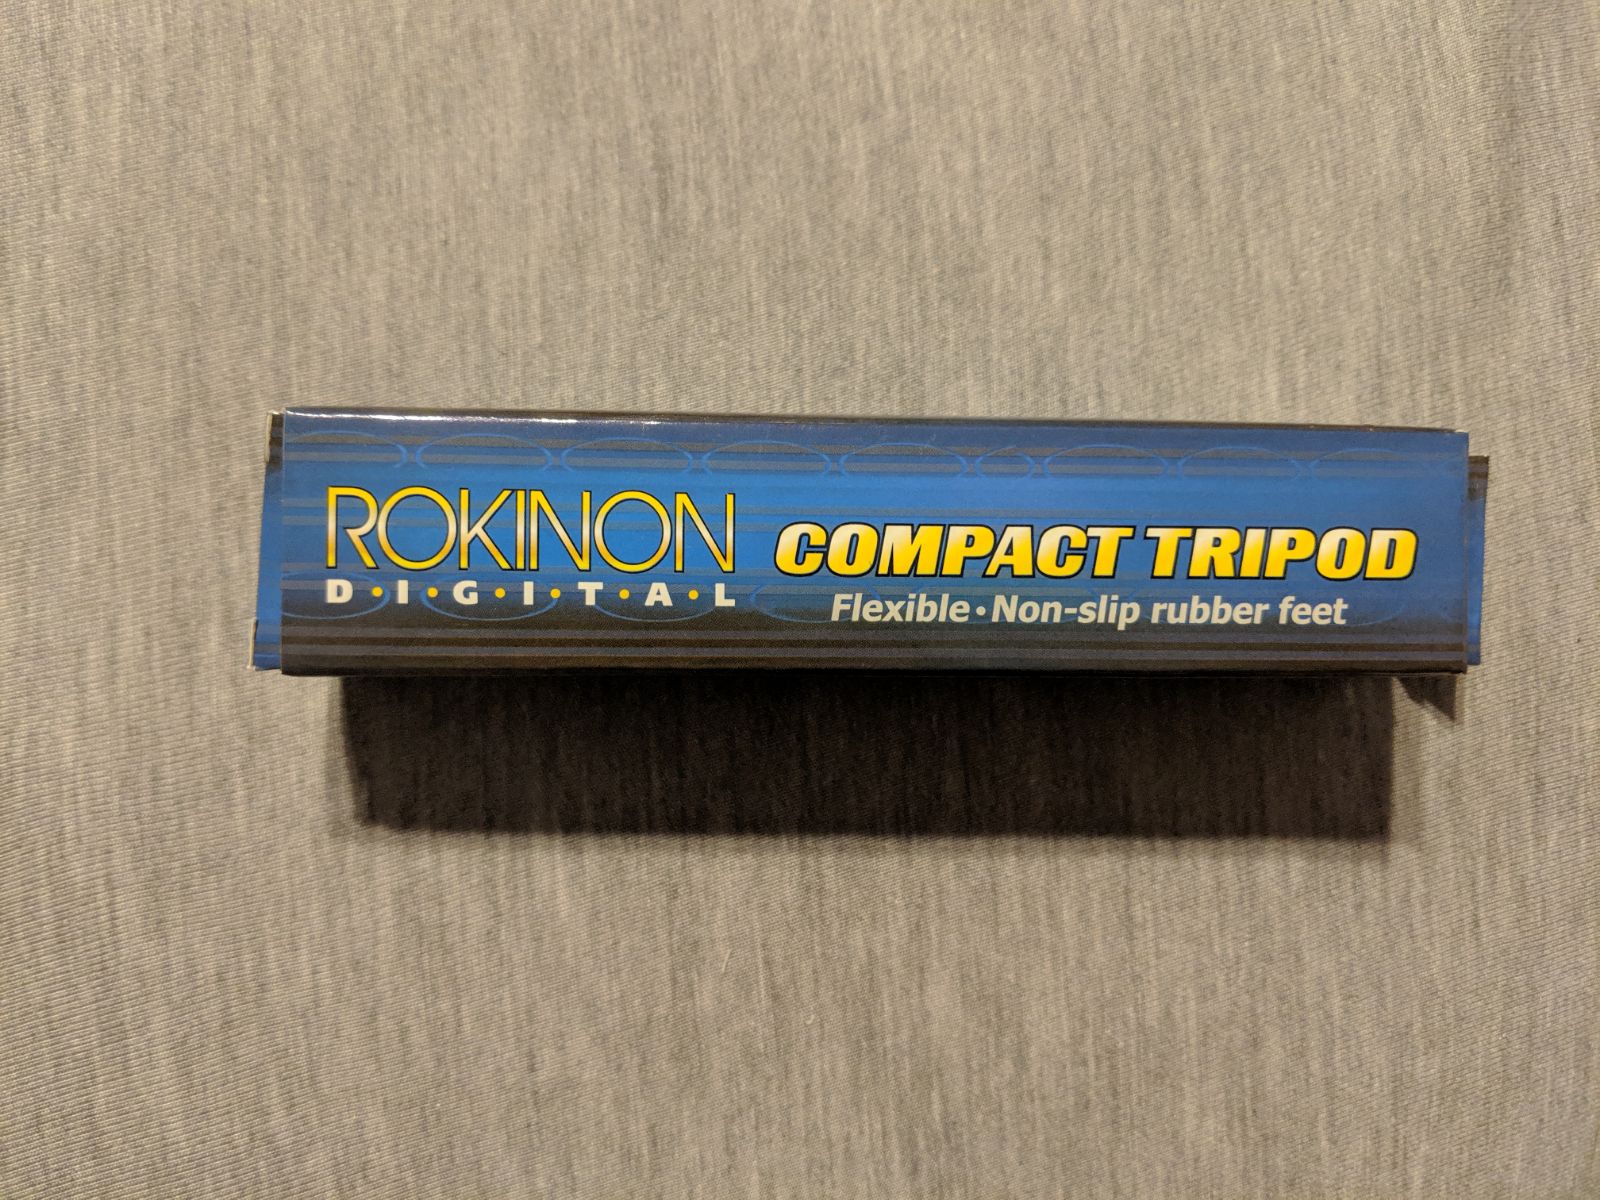 ROKINON
D·I·G·I·T·A·L
COMPACT TRIPOD
Flexible · Non-slip rubber feet